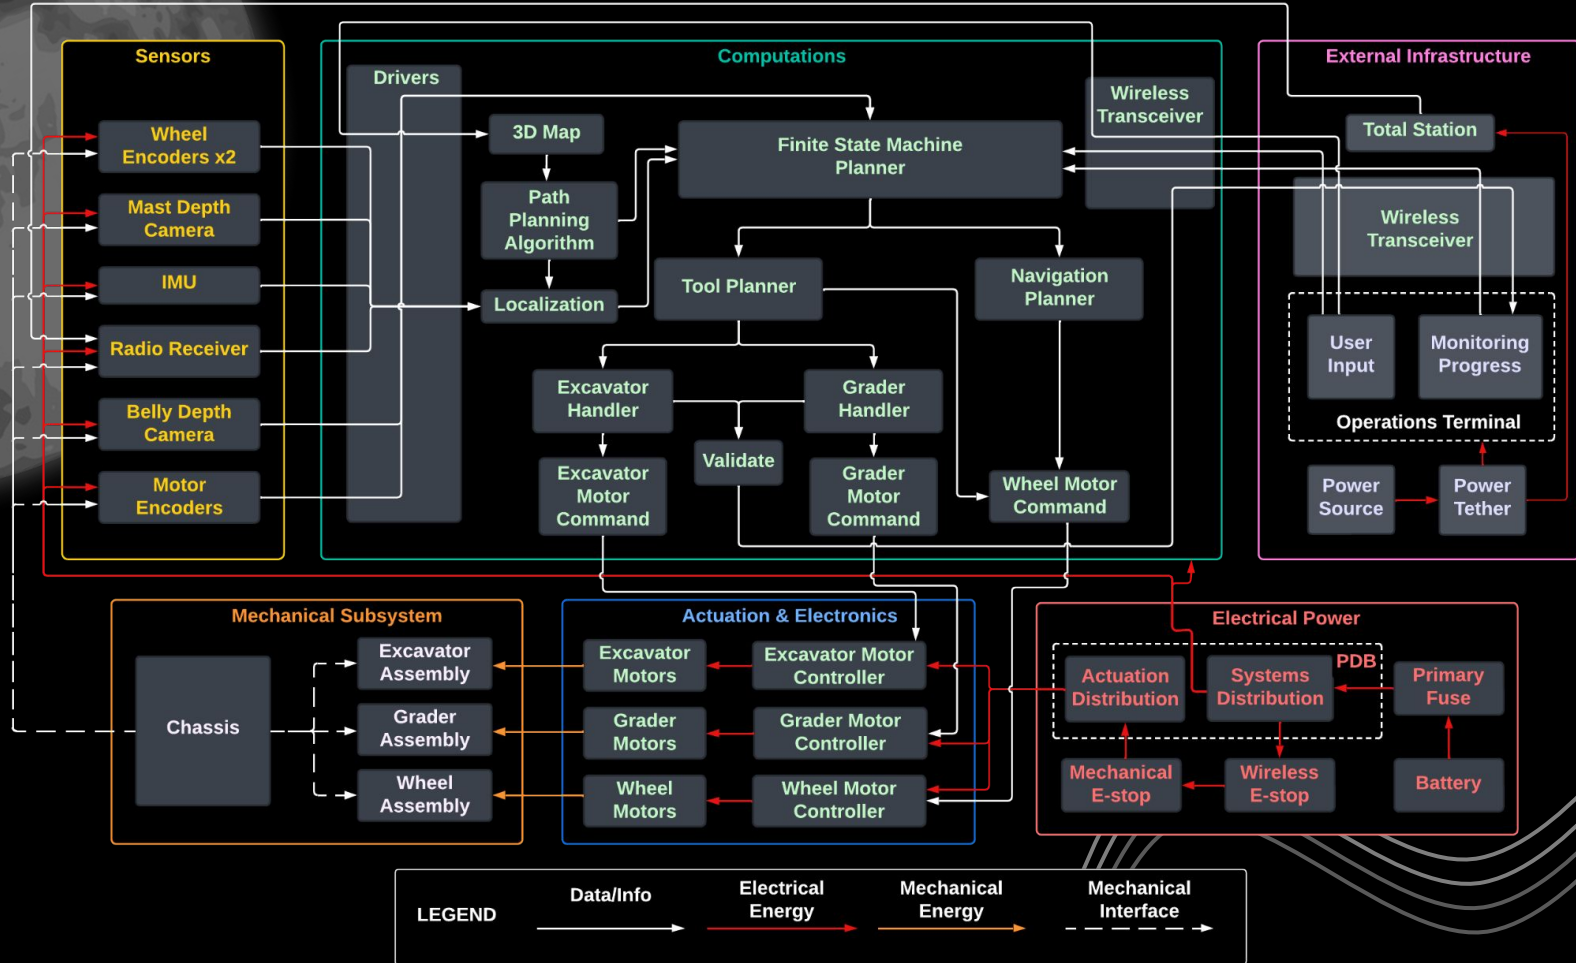 Sensors
Wheel
Encoders x2
Mast Depth
Camera
IMU
Radio Receiver
Belly Depth
Camera
Motor
Encoders
Computations
Drivers
3D Map
Path
Planning
Algorithm
Localization
Finite State Machine
Planner
Wireless
Transceiver
Tool Planner
Navigation
Planner
Excavator
Handler
Grader
Handler
Validate
Excavator
Motor
Command
Grader
Motor
Command
Wheel Motor
Command
External Infrastructure
Total Station
Wireless
Transceiver
User
Input
Monitoring
Progress
Operations Terminal
Power
Source
Power
Tether
Mechanical Subsystem
Chassis
Excavator
Assembly
Grader
Assembly
Wheel
Assembly
Actuation & Electronics
Excavator
Motors
Excavator Motor
Controller
Grader
Motors
Grader Motor
Controller
Wheel
Motors
Wheel Motor
Controller
Electrical Power
PDB
Actuation
Distribution
Systems
Distribution
Primary
Fuse
Mechanical
E-stop
Wireless
E-stop
Battery
LEGEND
Data/Info
Electrical
Energy
Mechanical
Energy
Mechanical
Interface